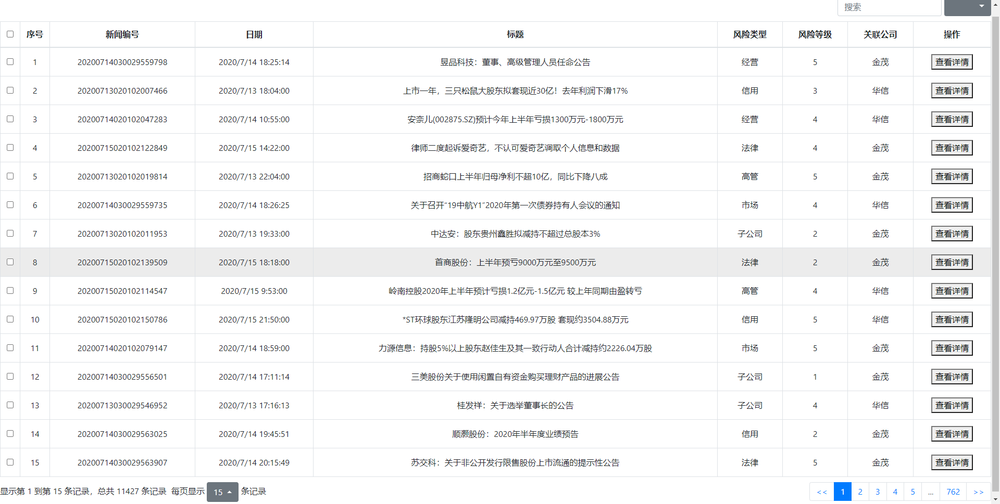 搜索
序号 新闻编号 日期 标题 风险类型 风险等级 关联公司 操作
1 20200714030029559798 2020/7/14 18:25:14 昱品科技：董事、高级管理人员任命公告 经营 5 金茂 查看详情
2 20200713020102007466 2020/7/13 18:04:00 上市一年，三只松鼠大股东拟套现近30亿！去年利润下滑17% 信用 3 华信 查看详情
3 20200714020102047283 2020/7/14 10:55:00 安奈儿(002875.SZ)预计今年上半年亏损1300万元-1800万元 经营 4 华信 查看详情
4 20200715020102122849 2020/7/15 14:22:00 律师二度起诉爱奇艺，不认可爱奇艺调取个人信息和数据 法律 4 金茂 查看详情
5 20200713020102019814 2020/7/13 22:04:00 招商蛇口上半年归母净利不超10亿，同比下降八成 高管 5 金茂 查看详情
6 20200714030029559735 2020/7/14 18:26:25 关于召开“19中航Y1”2020年第一次债券持有人会议的通知 市场 4 华信 查看详情
7 20200713020102011953 2020/7/13 19:33:00 中达安：股东贵州鑫胜拟减持不超过总股本3% 子公司 2 金茂 查看详情
8 20200715020102139509 2020/7/15 18:18:00 首商股份：上半年预亏9000万元至9500万元 法律 2 金茂 查看详情
9 20200715020102114547 2020/7/15 9:53:00 岭南控股2020年上半年预计亏损1.2亿元-1.5亿元 较上年同期由盈转亏 高管 4 华信 查看详情
10 20200715020102150786 2020/7/15 21:50:00 *ST环球股东江苏隆明公司减持469.97万股 套现约3504.88万元 信用 5 华信 查看详情
11 20200714020102079147 2020/7/14 18:59:00 力源信息：持股5%以上股东赵佳生及其一致行动人合计减持约2226.04万股 市场 5 金茂 查看详情
12 20200714030029556501 2020/7/14 17:11:14 三美股份关于使用闲置自有资金购买理财产品的进展公告 子公司 1 金茂 查看详情
13 20200713030029546952 2020/7/13 17:16:13 桂发祥：关于选举董事长的公告 子公司 4 华信 查看详情
14 20200714030029563025 2020/7/14 19:45:51 顺灏股份：2020年半年度业绩预告 信用 2 金茂 查看详情
15 20200714030029563907 2020/7/14 20:15:49 苏交科：关于非公开发行限售股份上市流通的提示性公告 法律 5 金茂 查看详情
显示第 1 到第 15 条记录，总共 11427 条记录 每页显示 15 条记录 << 1 2 3 4 5 ... 762 >>